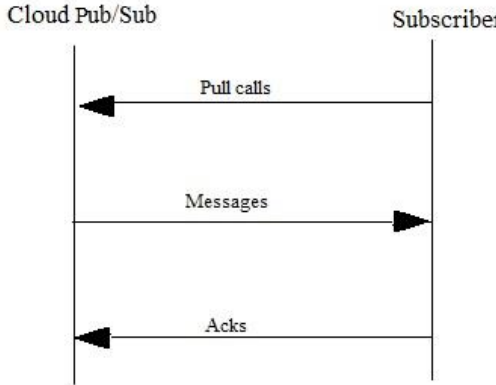 Cloud Pub/Sub
Subscriber
Pull calls
Messages
Acks